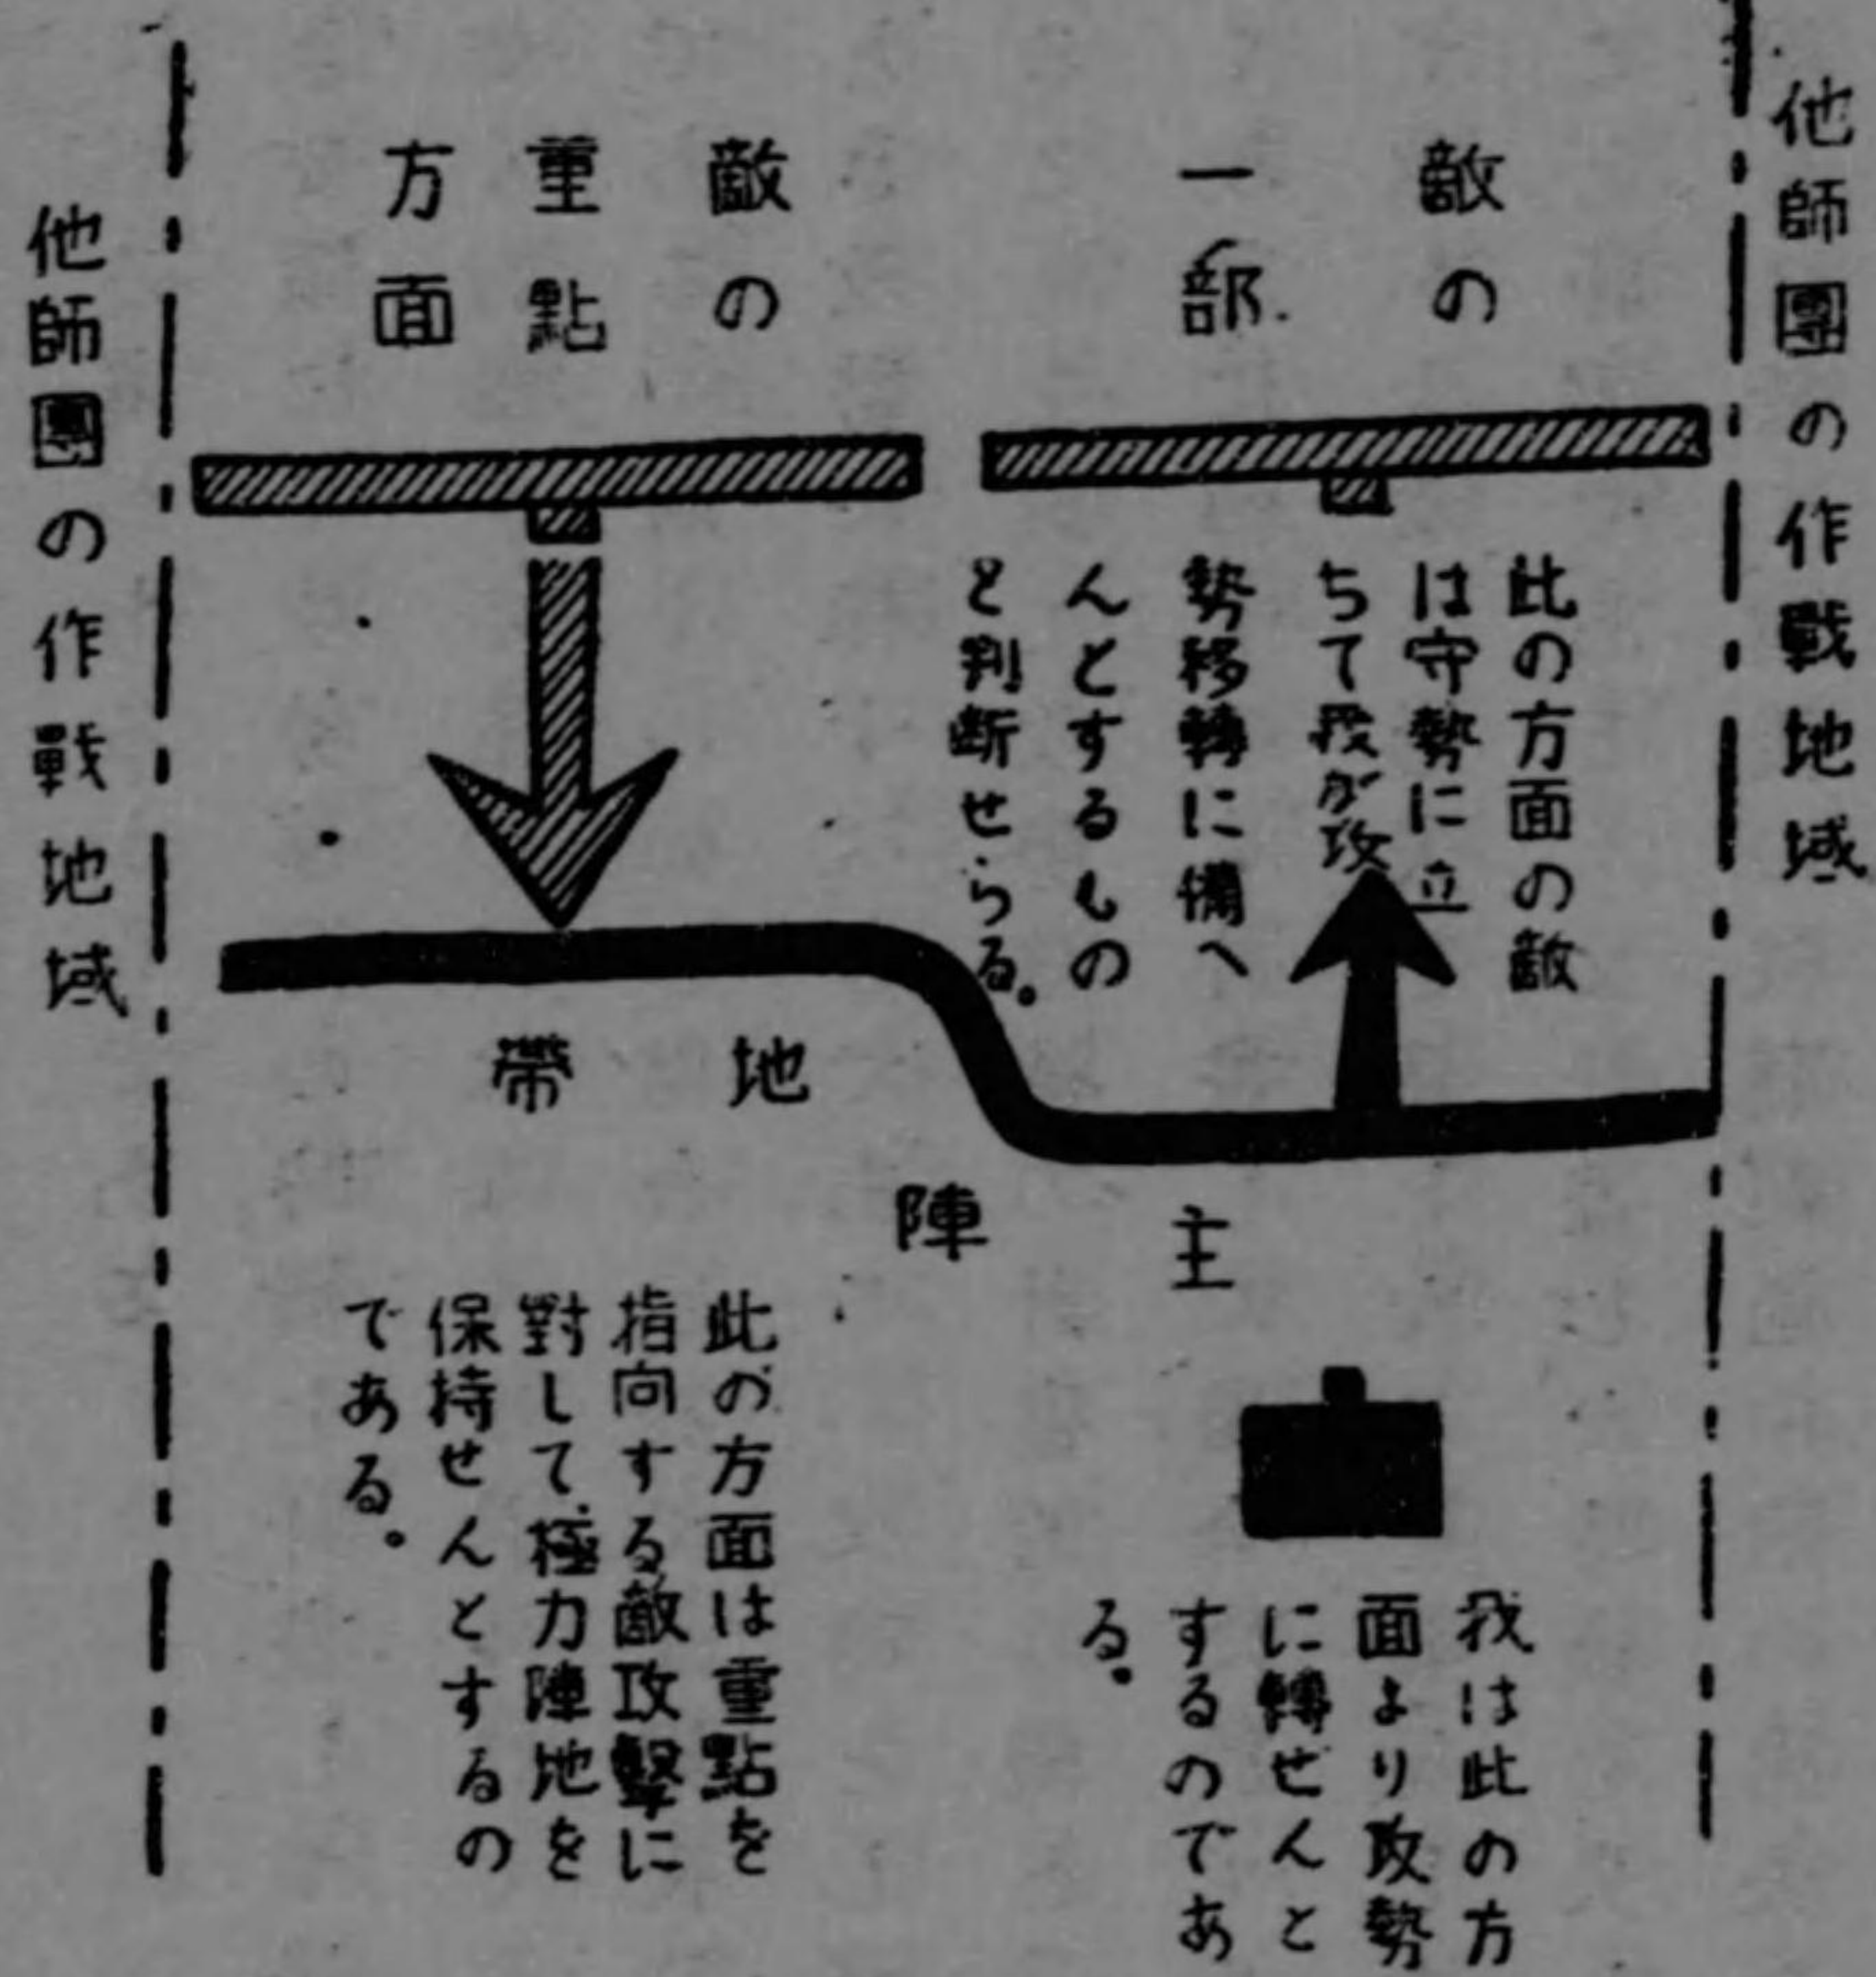 他師團の作戰地域
敵の
一部
敵の
重點
方面
他師團の作戰地域
此の方面の敵
は守勢に立
ちて我が攻
勢移轉に備へ
んとするもの
と判断せらる。
主陣地帶
我は此の方
面より攻勢
に轉ぜんと
するのであ
る。
此の方面は重點を
指向する敵攻擊に
對して極力陣地を
保持せんとするの
である。